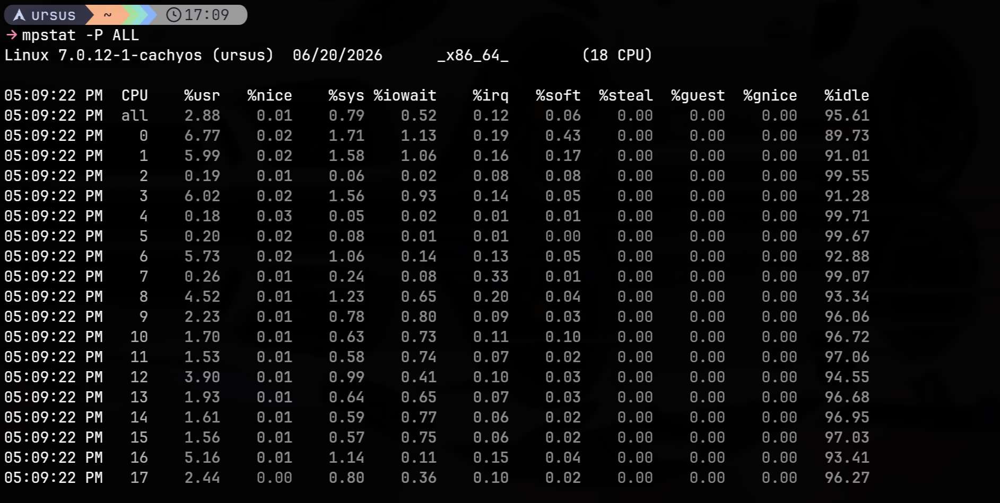 ursus ~ 17:09
→ mpstat -P ALL
Linux 7.0.12-1-cachyos (ursus) 06/20/2026 _x86_64_ (18 CPU)
05:09:22 PM CPU %usr %nice %sys %iowait %irq %soft %steal %guest %gnice %idle
05:09:22 PM all 2.88 0.01 0.79 0.52 0.12 0.06 0.00 0.00 0.00 95.61
05:09:22 PM 0 6.77 0.02 1.71 1.13 0.19 0.43 0.00 0.00 0.00 89.73
05:09:22 PM 1 5.99 0.02 1.58 1.06 0.16 0.17 0.00 0.00 0.00 91.01
05:09:22 PM 2 0.19 0.01 0.06 0.02 0.08 0.08 0.00 0.00 0.00 99.55
05:09:22 PM 3 6.02 0.02 1.56 0.93 0.14 0.05 0.00 0.00 0.00 91.28
05:09:22 PM 4 0.18 0.03 0.05 0.02 0.01 0.01 0.00 0.00 0.00 99.71
05:09:22 PM 5 0.20 0.02 0.08 0.01 0.01 0.00 0.00 0.00 0.00 99.67
05:09:22 PM 6 5.73 0.02 1.06 0.14 0.13 0.05 0.00 0.00 0.00 92.88
05:09:22 PM 7 0.26 0.01 0.24 0.08 0.33 0.01 0.00 0.00 0.00 99.07
05:09:22 PM 8 4.52 0.01 1.23 0.65 0.20 0.04 0.00 0.00 0.00 93.34
05:09:22 PM 9 2.23 0.01 0.78 0.80 0.09 0.03 0.00 0.00 0.00 96.06
05:09:22 PM 10 1.70 0.01 0.63 0.73 0.11 0.10 0.00 0.00 0.00 96.72
05:09:22 PM 11 1.53 0.01 0.58 0.74 0.07 0.02 0.00 0.00 0.00 97.06
05:09:22 PM 12 3.90 0.01 0.99 0.41 0.10 0.03 0.00 0.00 0.00 94.55
05:09:22 PM 13 1.93 0.01 0.64 0.65 0.07 0.03 0.00 0.00 0.00 96.68
05:09:22 PM 14 1.61 0.01 0.59 0.77 0.06 0.02 0.00 0.00 0.00 96.95
05:09:22 PM 15 1.56 0.01 0.57 0.75 0.06 0.02 0.00 0.00 0.00 97.03
05:09:22 PM 16 5.16 0.01 1.14 0.11 0.15 0.04 0.00 0.00 0.00 93.41
05:09:22 PM 17 2.44 0.00 0.80 0.36 0.10 0.02 0.00 0.00 0.00 96.27